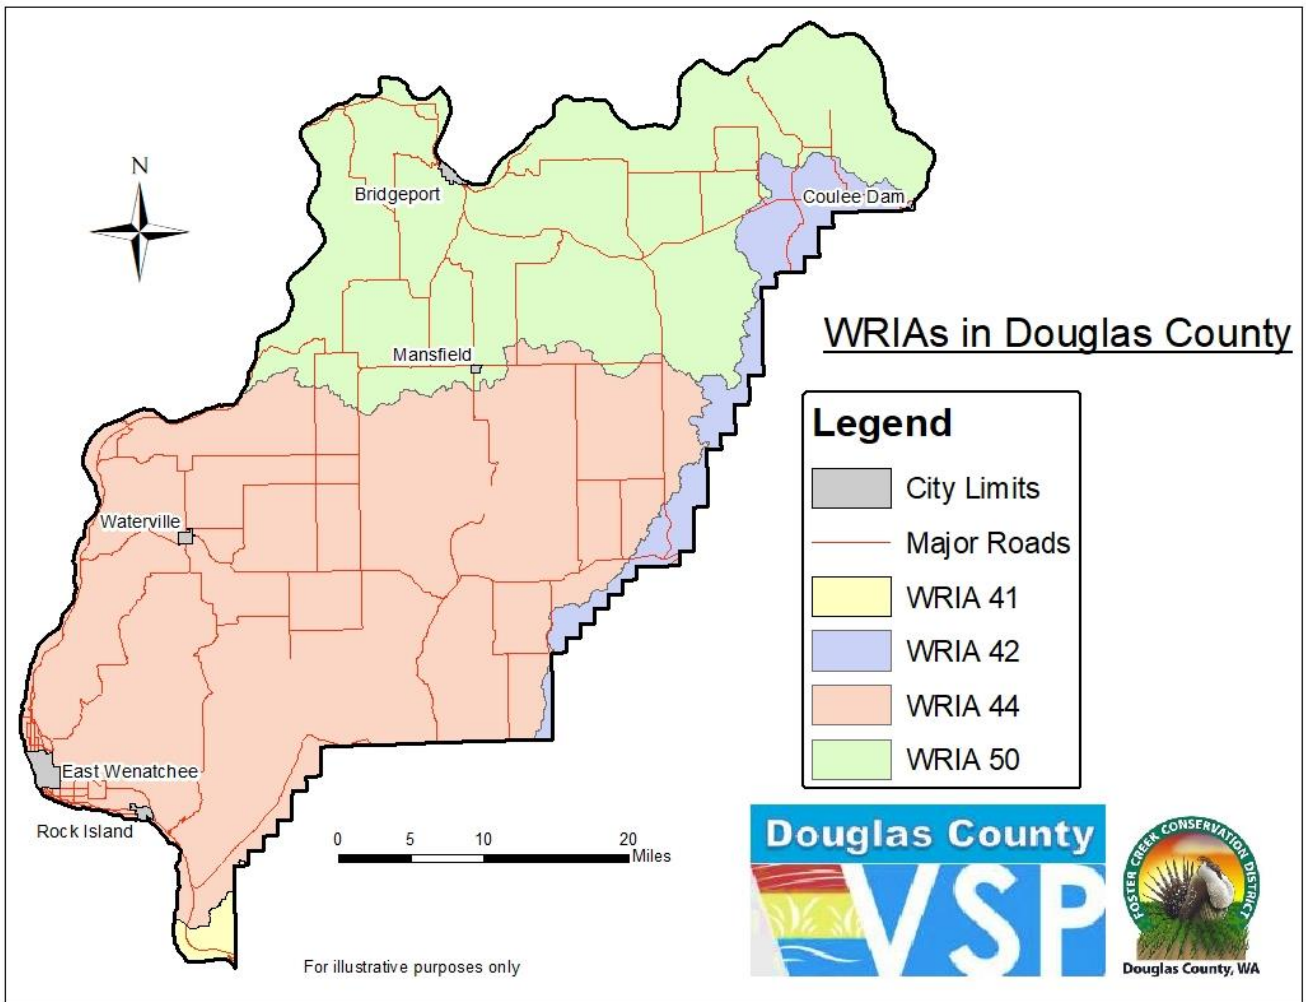 N
Bridgeport
Coulee Dam
WRIAs in Douglas County
Mansfield
Legend
City Limits
Major Roads
WRIA 41
WRIA 42
WRIA 44
WRIA 50
Waterville
East Wenatchee
Rock Island
0 5 10 20
Miles
For illustrative purposes only
Douglas County
VSP
FOSTER CREEK CONSERVATION DISTRICT
Douglas County, WA